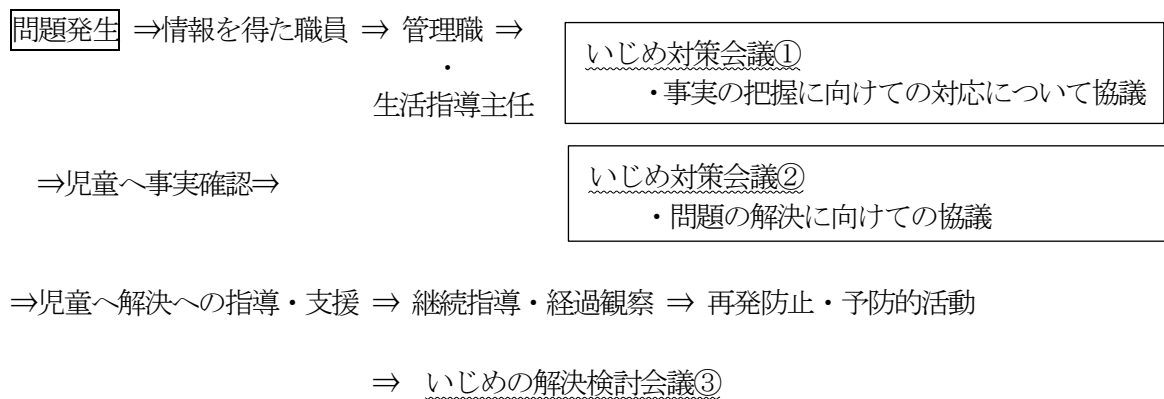 問題発生 ⇒情報を得た職員 ⇒ 管理職 ⇒
・
生活指導主任
いじめ対策会議①
・事実の把握に向けての対応について協議
⇒児童へ事実確認⇒
いじめ対策会議②
・問題の解決に向けての協議
⇒児童へ解決への指導・支援 ⇒ 継続指導・経過観察 ⇒ 再発防止・予防的活動
⇒ いじめの解決検討会議③